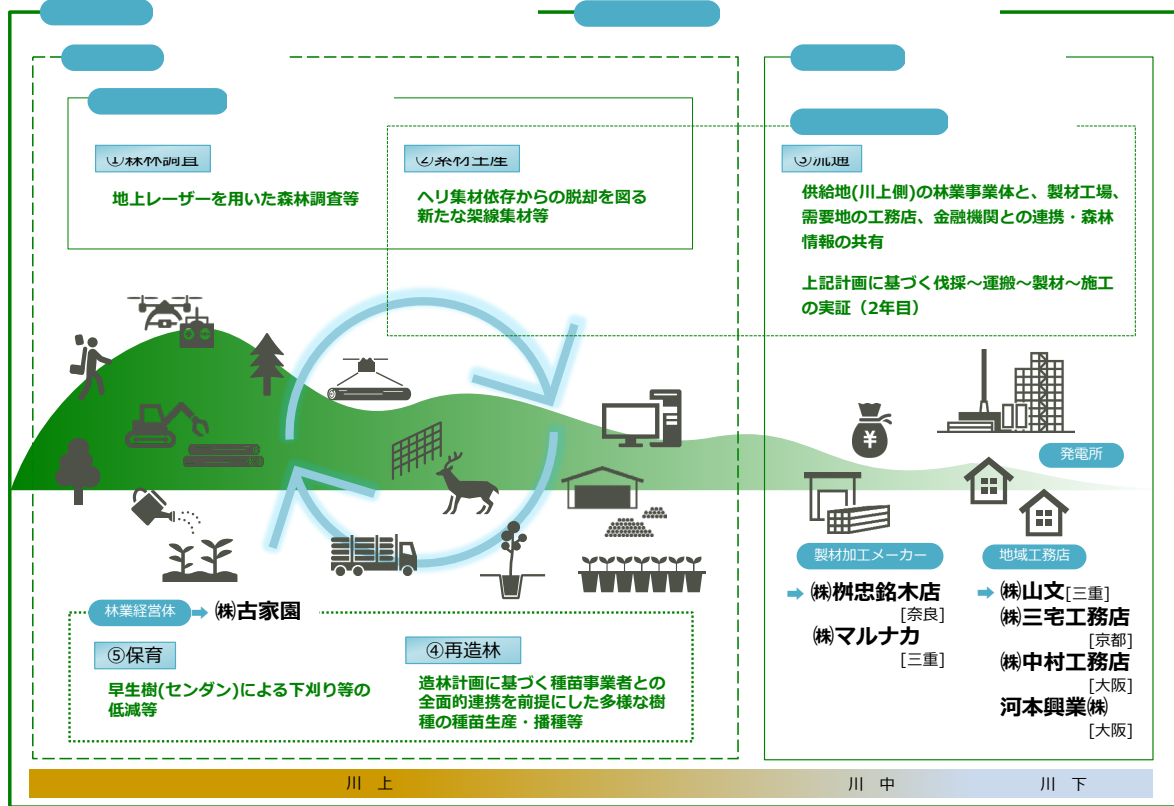 ①森林調査
地上レーザーを用いた森林調査等
②素材生産
ヘリ集材依存からの脱却を図る
新たな架線集材等
③流通
供給地(川上側)の林業事業体と、製材工場、
需要地の工務店、金融機関との連携・森林
情報の共有
上記計画に基づく伐採～運搬～製材～施工
の実証（2年目）
¥
発電所
製材加工メーカー
➡ ㈱桝忠銘木店
[奈良]
㈱マルナカ
[三重]
地域工務店
➡ ㈱山文[三重]
㈱三宅工務店
[京都]
㈱中村工務店
[大阪]
河本興業㈱
[大阪]
林業経営体 ➡ ㈱古家園
⑤保育
早生樹(センダン)による下刈り等の
低減等
④再造林
造林計画に基づく種苗事業者との
全面的連携を前提にした多様な樹
種の種苗生産・播種等
川 上
川 中
川 下